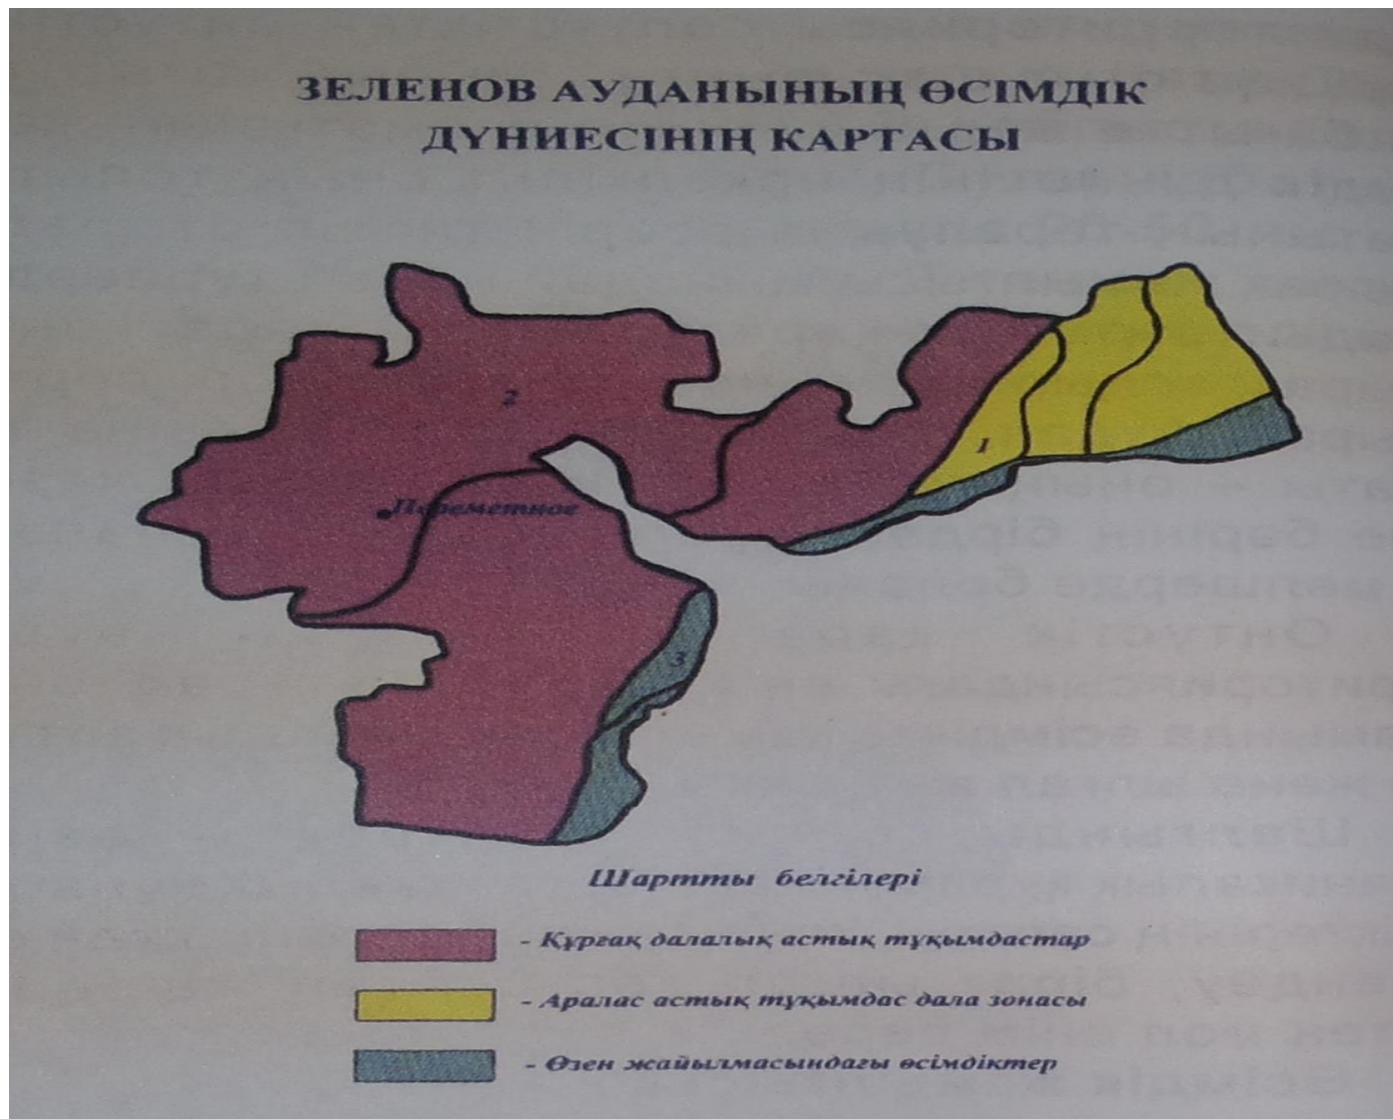 ЗЕЛЕНОВ АУДАНЫНЫҢ ӨСІМДІК
ДҮНИЕСІНІҢ КАРТАСЫ
2
1
Переметное
3
Шартты белгілері
- Құрғақ далалық астық тұқымдастар
- Аралас астық тұқымдас дала зонасы
- Өзен жайылмасындағы өсімдіктер